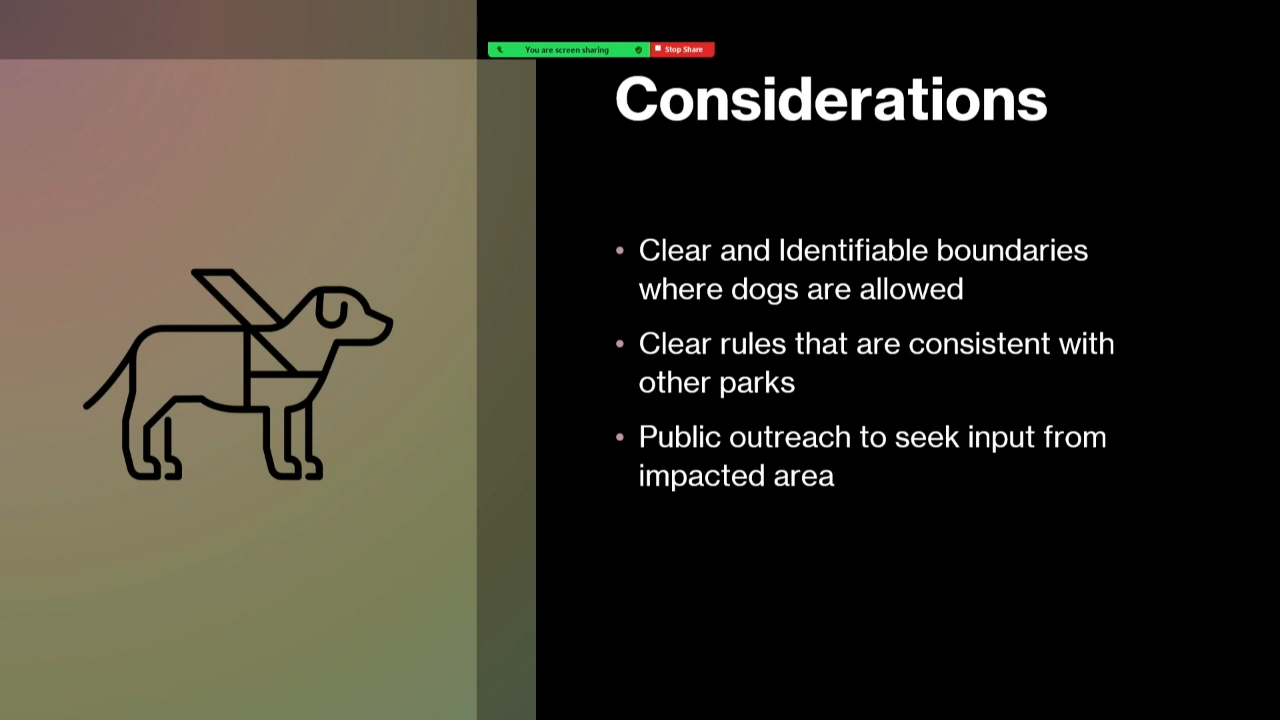 You are screen sharing
Stop Share
Considerations
• Clear and Identifiable boundaries
where dogs are allowed
• Clear rules that are consistent with
other parks
• Public outreach to seek input from
impacted area